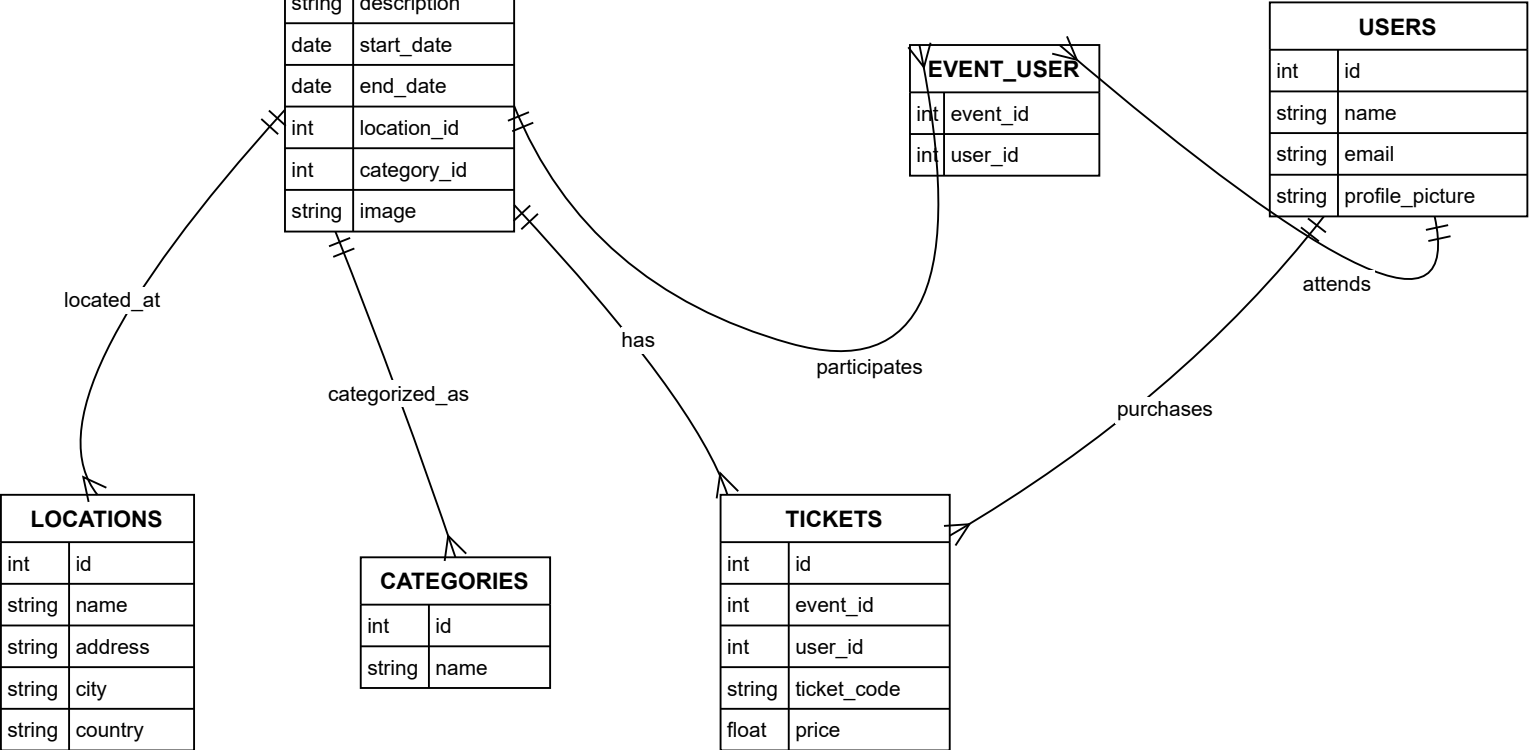 string description
date start_date
date end_date
int location_id
int category_id
string image
EVENT_USER
int event_id
int user_id
USERS
int id
string name
string email
string profile_picture
located_at
categorized_as
has
participates
attends
purchases
LOCATIONS
int id
string name
string address
string city
string country
CATEGORIES
int id
string name
TICKETS
int id
int event_id
int user_id
string ticket_code
float price